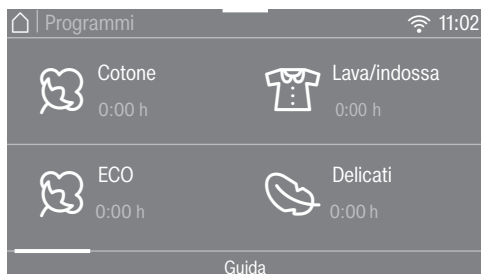 Programmi 11:02
Cotone
0:00 h
Lava/indossa
0:00 h
ECO
0:00 h
Delicati
0:00 h
Guida